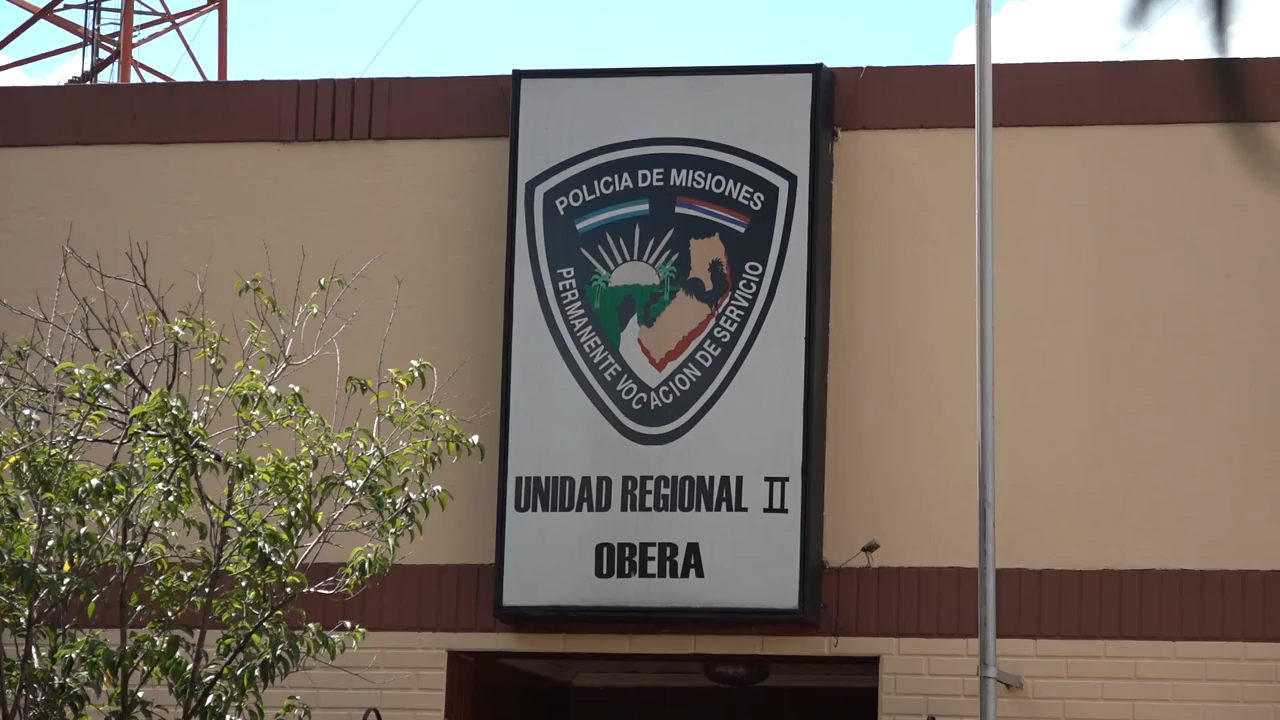 POLICIA DE MISIONES
PERMANENTE VOCACION DE SERVICIO
UNIDAD REGIONAL II
OBERA